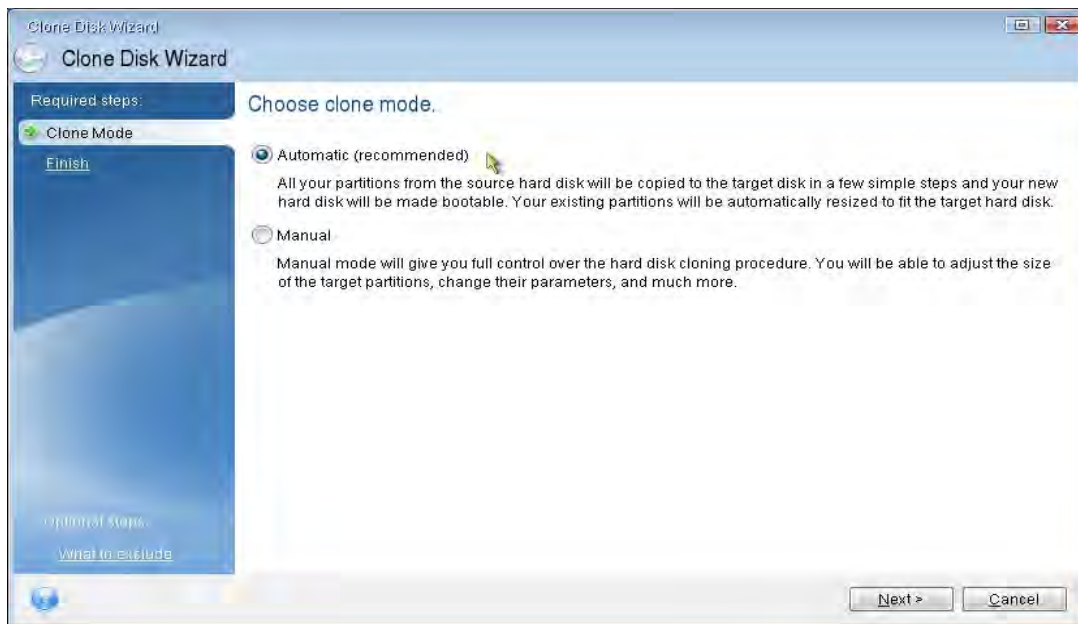 Clone Disk Wizard
Clone Disk Wizard
Required steps:
Clone Mode
Finish
Choose clone mode.
Automatic (recommended)
All your partitions from the source hard disk will be copied to the target disk in a few simple steps and your new
hard disk will be made bootable. Your existing partitions will be automatically resized to fit the target hard disk.
Manual
Manual mode will give you full control over the hard disk cloning procedure. You will be able to adjust the size
of the target partitions, change their parameters, and much more.
Optional steps:
What to exclude
Next >
Cancel